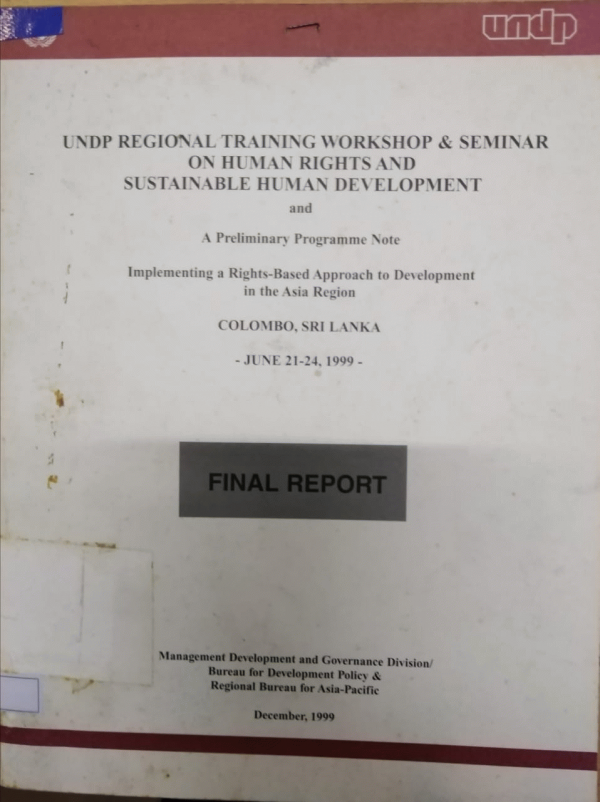 undp
UNDP REGIONAL TRAINING WORKSHOP & SEMINAR
ON HUMAN RIGHTS AND
SUSTAINABLE HUMAN DEVELOPMENT
and
A Preliminary Programme Note
Implementing a Rights-Based Approach to Development
in the Asia Region
COLOMBO, SRI LANKA
- JUNE 21-24, 1999 -
FINAL REPORT
Management Development and Governance Division/
Bureau for Development Policy &
Regional Bureau for Asia-Pacific
December, 1999